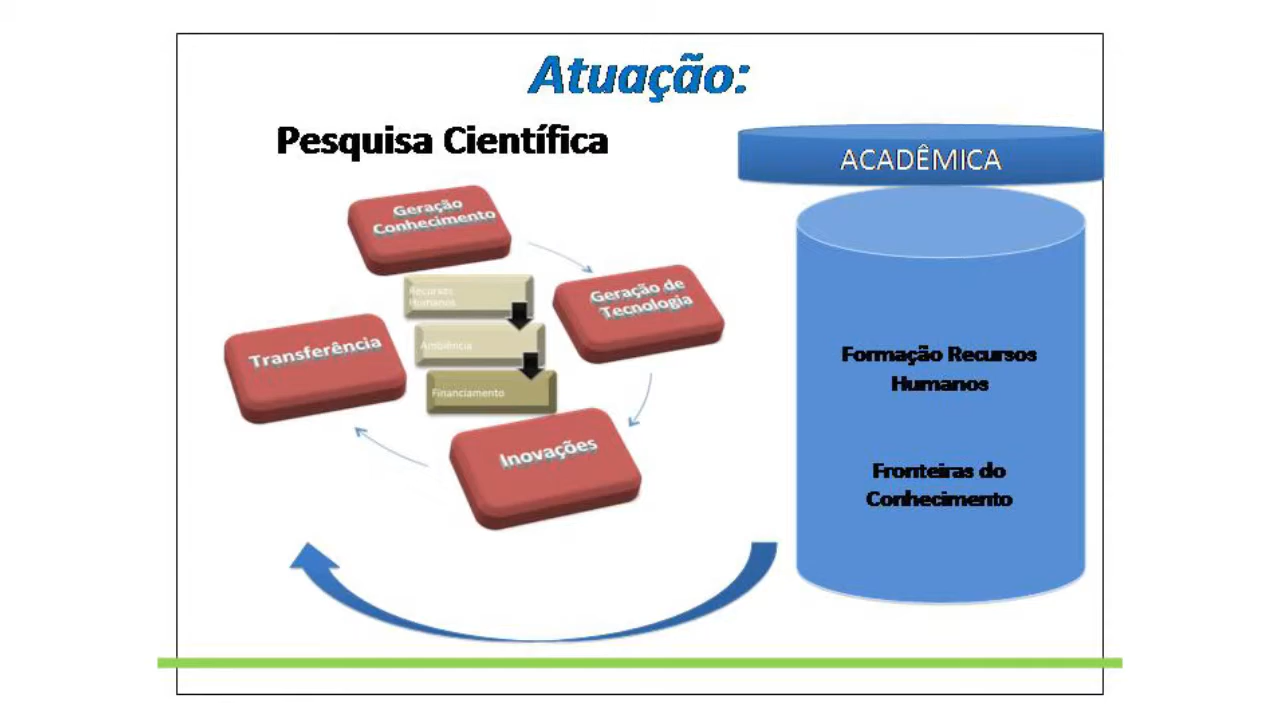 Atuação:
Pesquisa Científica
ACADÊMICA
Geração
Conhecimento
Geração de
Tecnologia
Recursos
Humanos
Transferência
Ambiência
Financiamento
Inovações
Formação Recursos
Humanos
Fronteiras do
Conhecimento